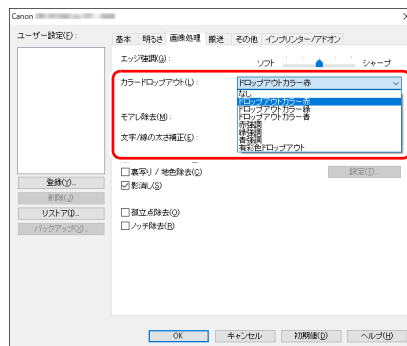 Canon
ユーザー設定(F):
基本 明るさ 画像処理 搬送 その他 インプリンター/アドオン
エッジ強調(G):
ソフト シャープ
カラードロップアウト(L):
ドロップアウトカラー赤
なし
ドロップアウトカラー赤
ドロップアウトカラー緑
ドロップアウトカラー青
赤強調
緑強調
青強調
有彩色ドロップアウト
モアレ除去(M):
文字/線の太さ補正(E):
裏写り / 地色除去(C)
設定(T)...
影消し(S)
孤立点除去(O)
ノッチ除去(R)
登録(Y)...
削除(J)
リストア(I)...
バックアップ(Q)...
OK キャンセル 初期値(D) ヘルプ(H)